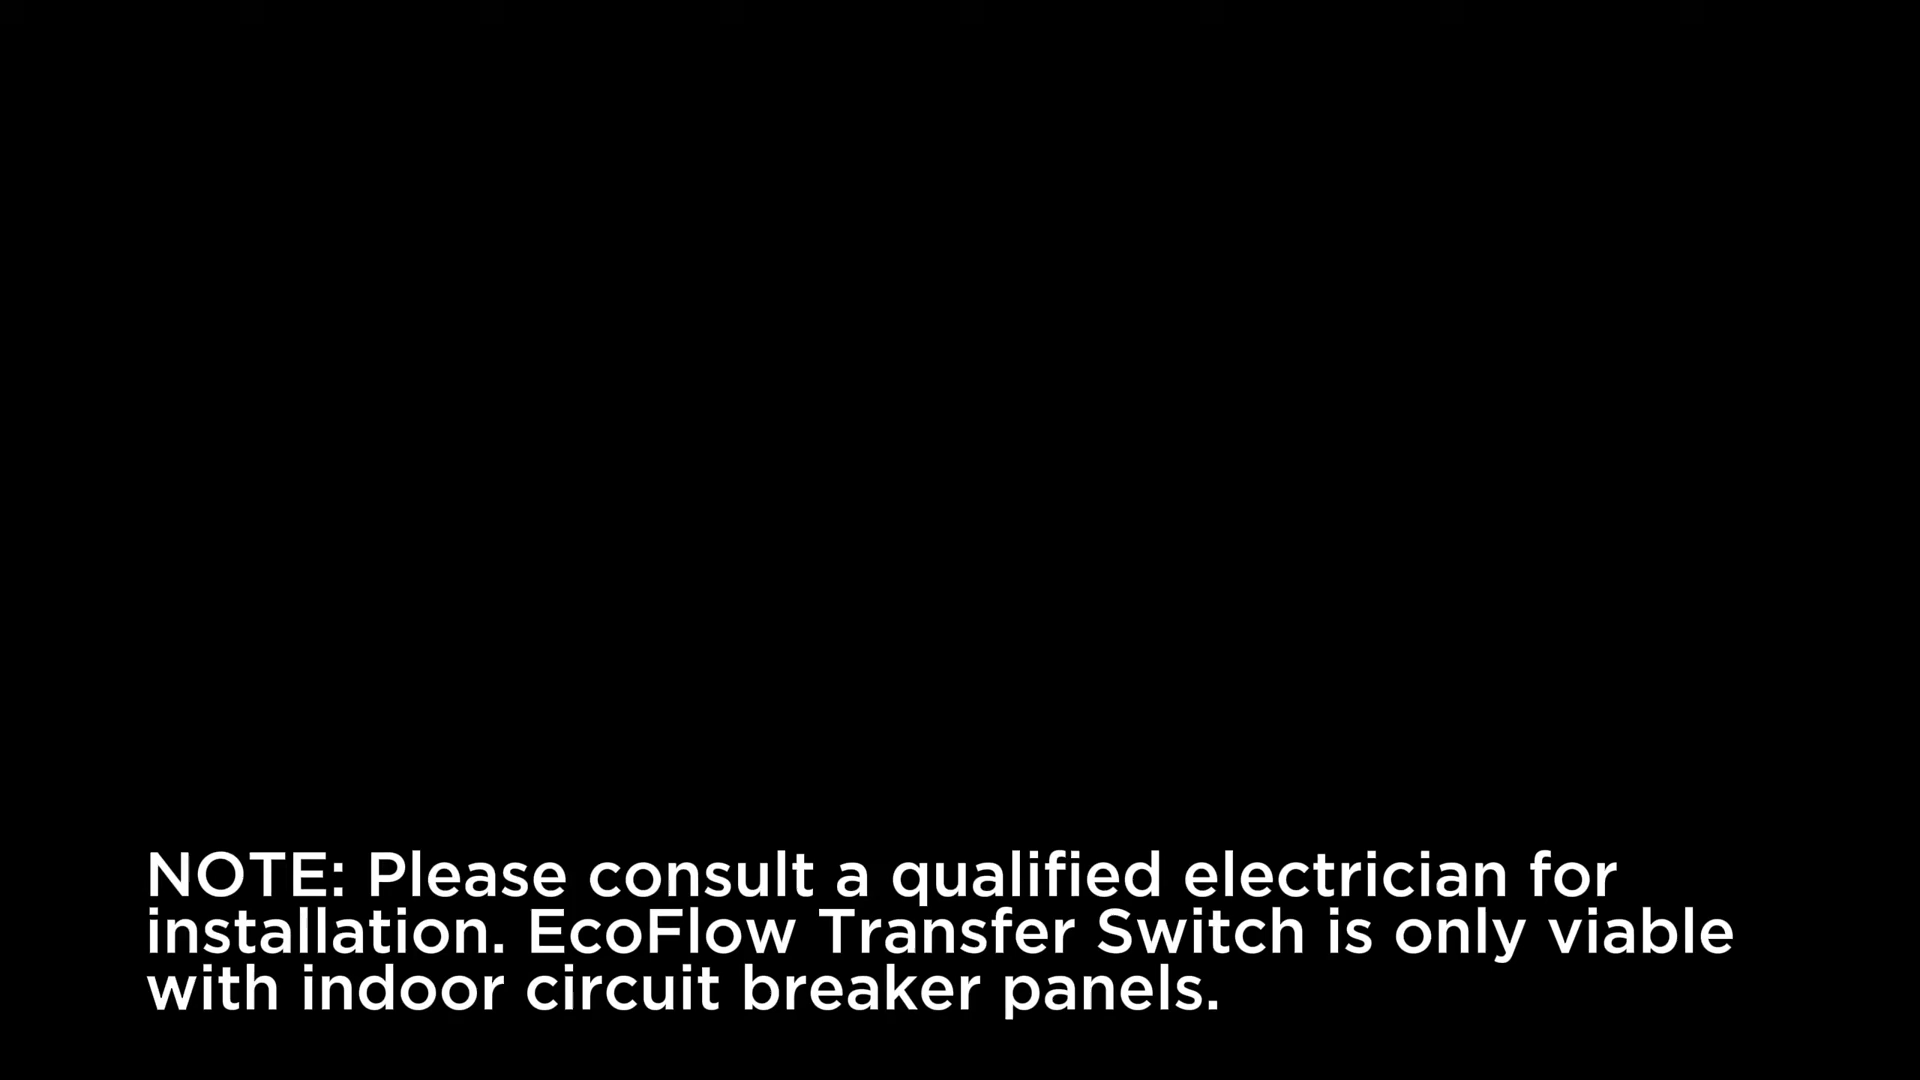 NOTE: Please consult a qualified electrician for
installation. EcoFlow Transfer Switch is only viable
with indoor circuit breaker panels.